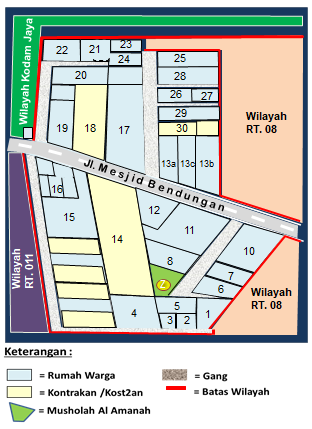 Wilayah Kodam Jaya
22
21
23
24
25
20
28
26
27
29
30
19
18
17
13a
13c
13b
Wilayah
RT. 08
Jl. Mesjid Bendungan
16
15
12
11
14
10
8
7
6
5
4
3
2
1
Wilayah
RT. 011
Wilayah
RT. 08
Keterangan :
= Rumah Warga
= Gang
= Kontrakan /Kost2an
= Batas Wilayah
= Musholah Al Amanah